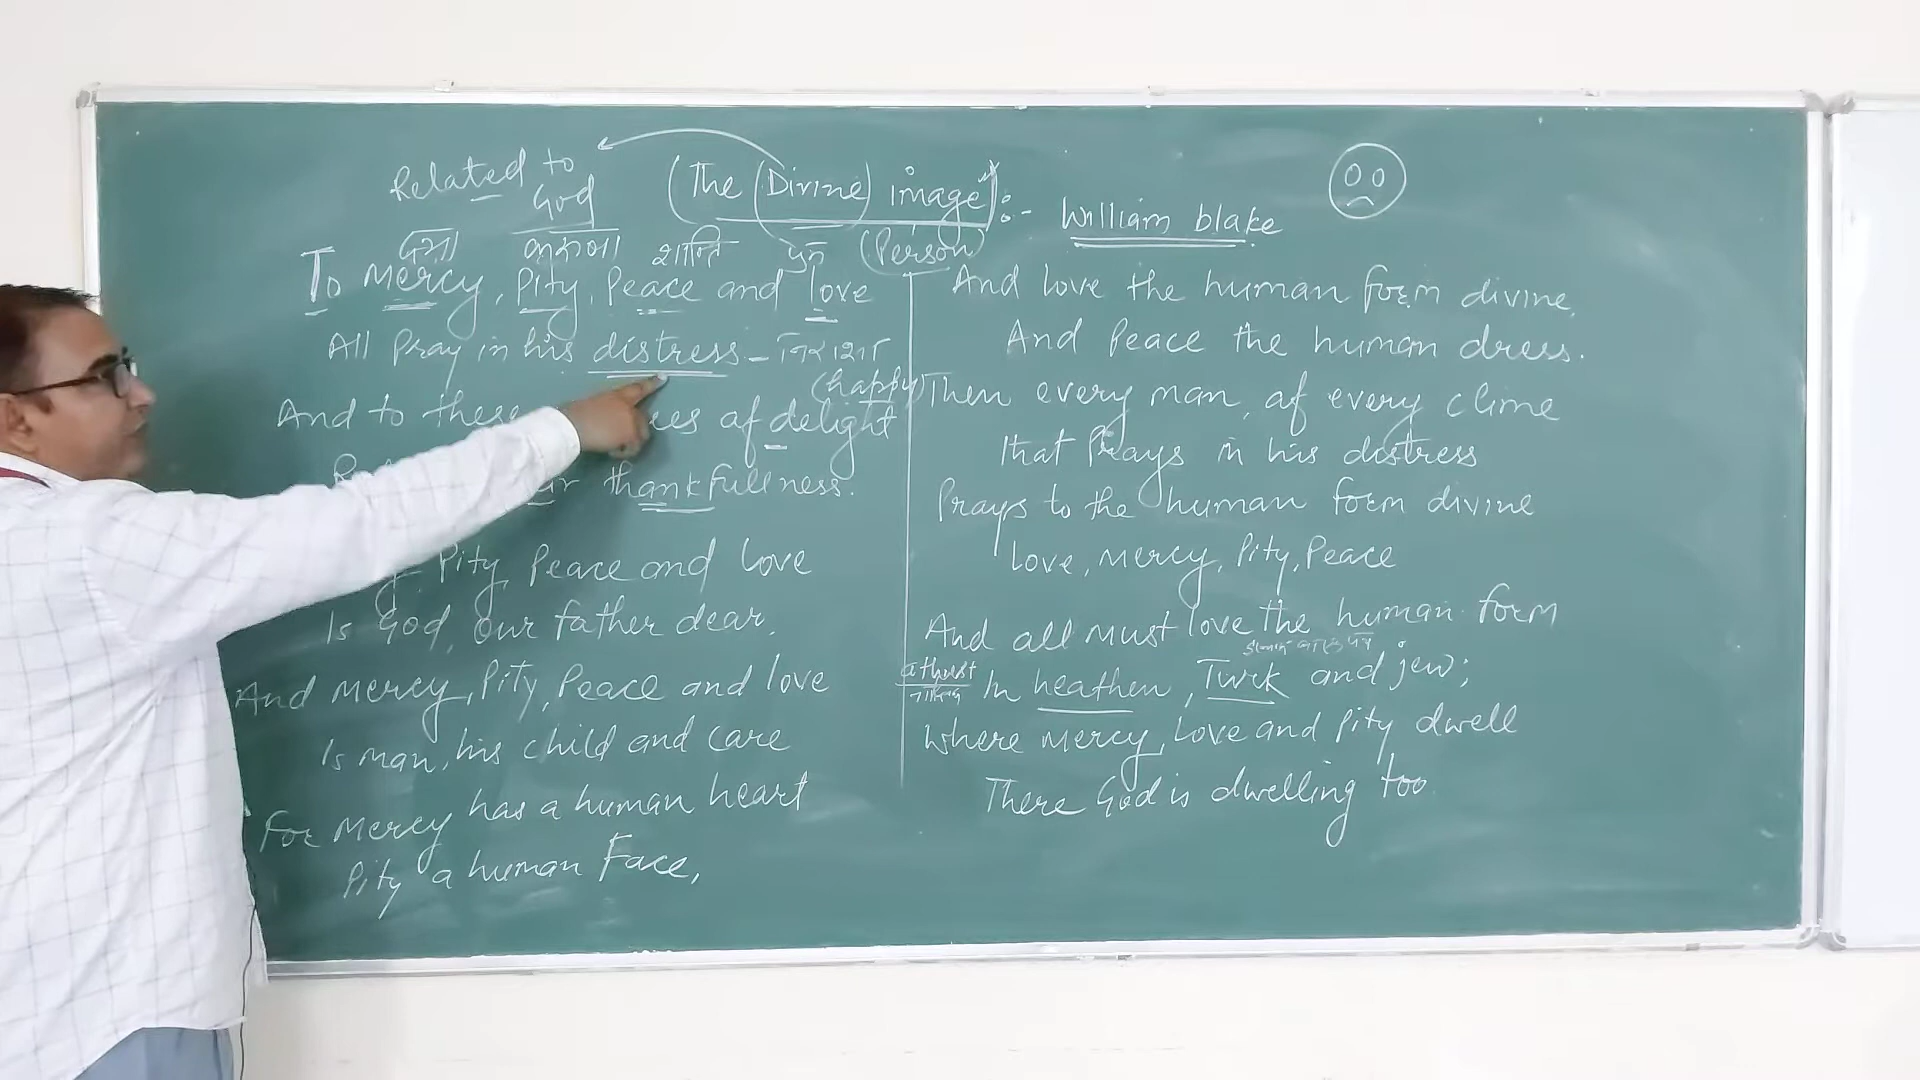 Related to
God
(The (Divine) image") :-
William blake
दया करुणा शान्ति प्रेम (Person)
To Mercy, Pity, Peace and love
All Pray in his distress - निराशा
(happy)
And to these of delight
thankfullness.
Pity, Peace and love
Is God, our father dear.
And Mercy, Pity, Peace and love
Is man, his child and care
For Mercy has a human heart
Pity a human Face,
And love the human form divine,
And Peace the human dress.
Then every man, of every clime
that Prays in his distress
Prays to the human form divine
Love, Mercy, Pity, Peace
And all must love the human form
atheist
नास्तिक
In heathen, Turk and jew;
Where Mercy, Love and Pity dwell
There God is dwelling too